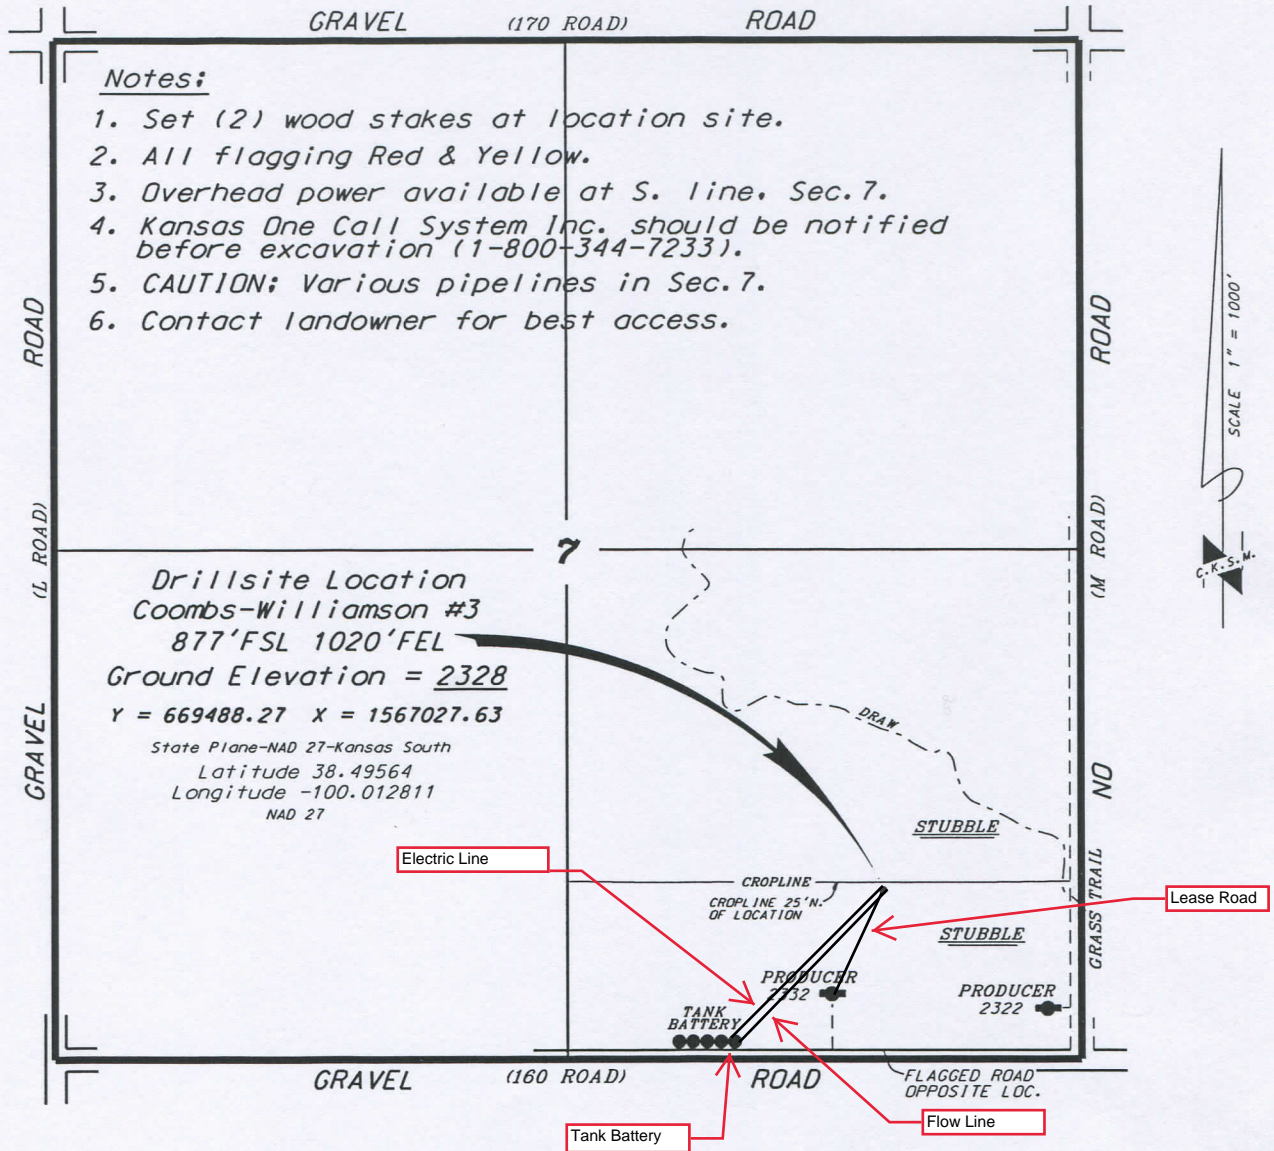 GRAVEL (170 ROAD) ROAD
Notes:
1. Set (2) wood stakes at location site.
2. All flagging Red & Yellow.
3. Overhead power available at S. line, Sec. 7.
4. Kansas One Call System Inc. should be notified
before excavation (1-800-344-7233).
5. CAUTION: Various pipelines in Sec. 7.
6. Contact landowner for best access.
ROAD
(L ROAD)
GRAVEL
ROAD
(M ROAD)
NO
GRASS TRAIL
SCALE 1" = 1000'
C.K.S.M.
7
Drillsite Location
Coombs-Williamson #3
877'FSL 1020'FEL
Ground Elevation = 2328
Y = 669488.27 X = 1567027.63
State Plane-NAD 27-Kansas South
Latitude 38.49564
Longitude -100.012811
NAD 27
DRAW
STUBBLE
Electric Line
CROPLINE
CROPLINE 25'N.
OF LOCATION
Lease Road
STUBBLE
PRODUCER
2332
PRODUCER
2322
TANK
BATTERY
GRAVEL (160 ROAD) ROAD
FLAGGED ROAD
OPPOSITE LOC.
Flow Line
Tank Battery